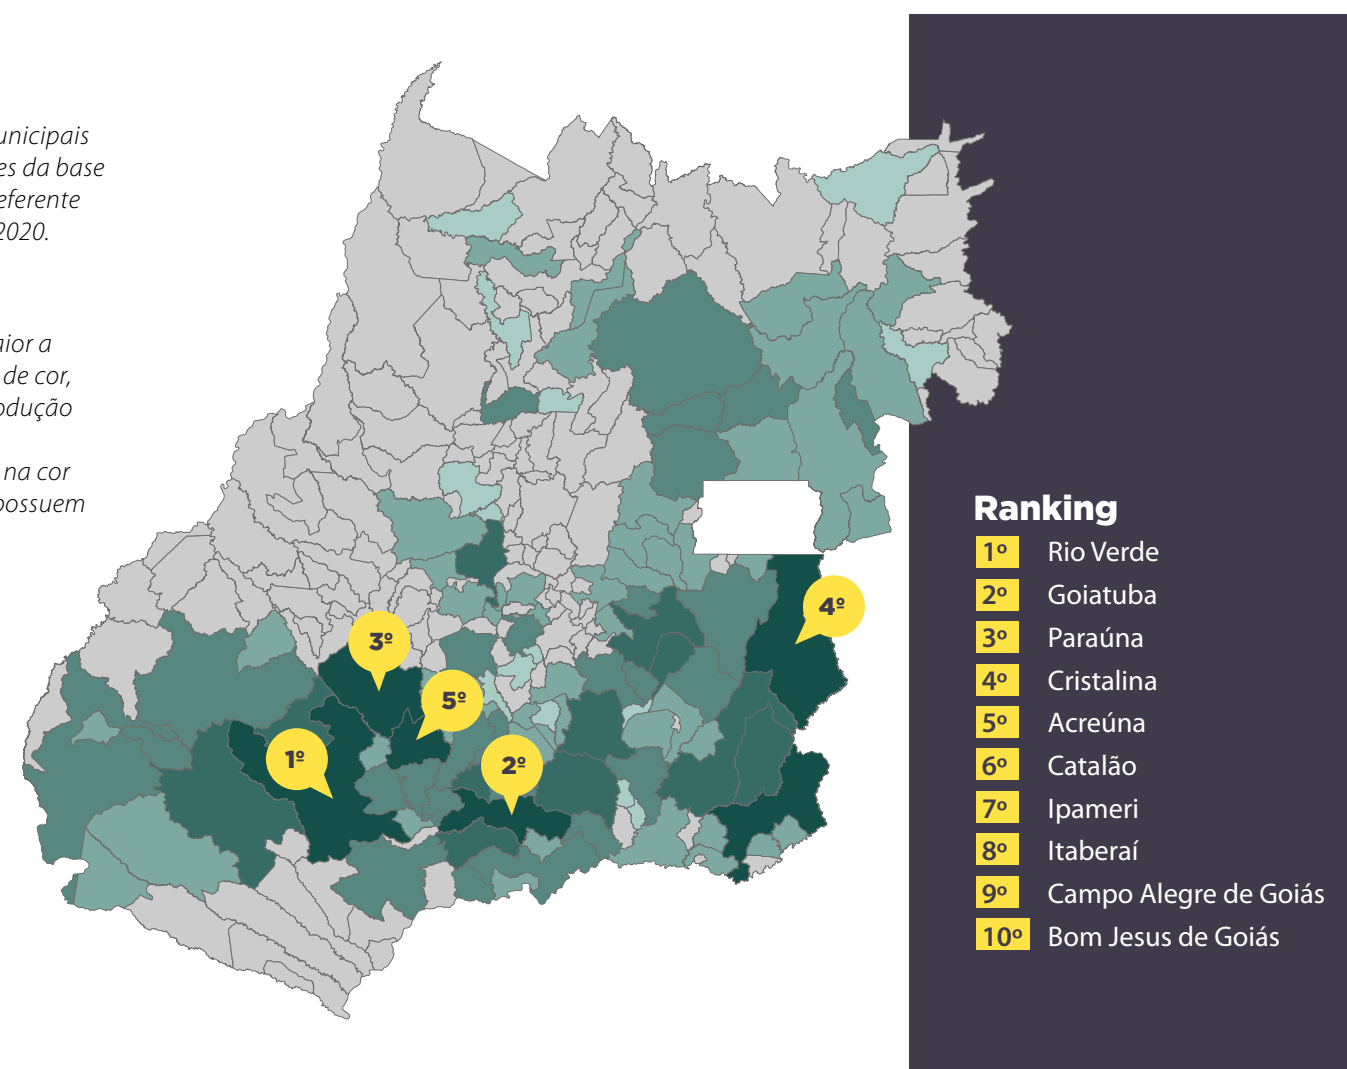 unicipais
es da base
eferente
2020.
aior a
de cor,
odução
na cor
possuem
3º
4º
5º
1º
2º
Ranking
1º Rio Verde
2º Goiatuba
3º Paraúna
4º Cristalina
5º Acreúna
6º Catalão
7º Ipameri
8º Itaberaí
9º Campo Alegre de Goiás
10º Bom Jesus de Goiás